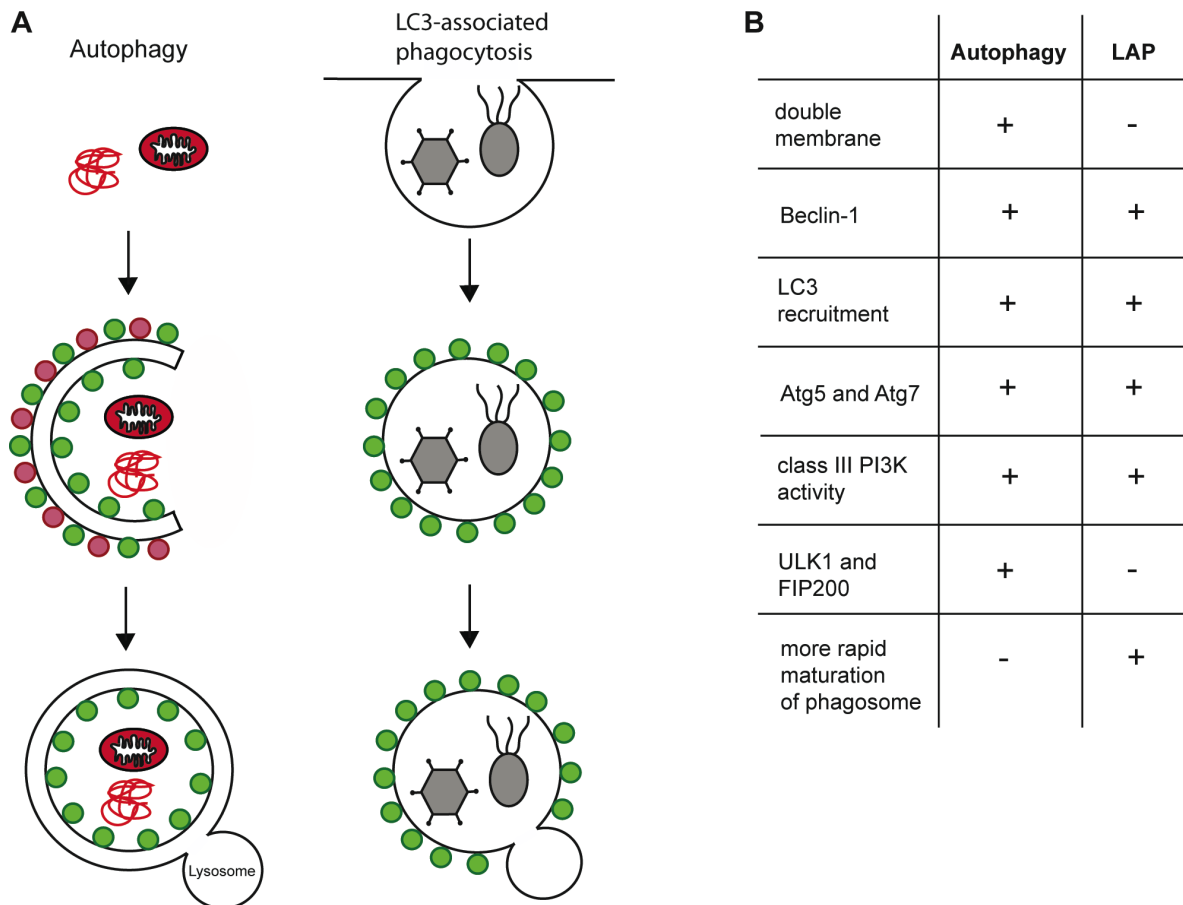 A
Autophagy
LC3-associated
phagocytosis
Lysosome
B
Autophagy LAP
double
membrane + -
Beclin-1 + +
LC3
recruitment + +
Atg5 and Atg7 + +
class III PI3K
activity + +
ULK1 and
FIP200 + -
more rapid
maturation
of phagosome - +